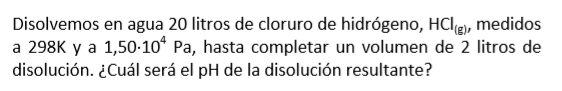 Disolvemos en agua 20 litros de cloruro de hidrógeno, HCl(g), medidos
a 298K y a 1,50·10⁴ Pa, hasta completar un volumen de 2 litros de
disolución. ¿Cuál será el pH de la disolución resultante?